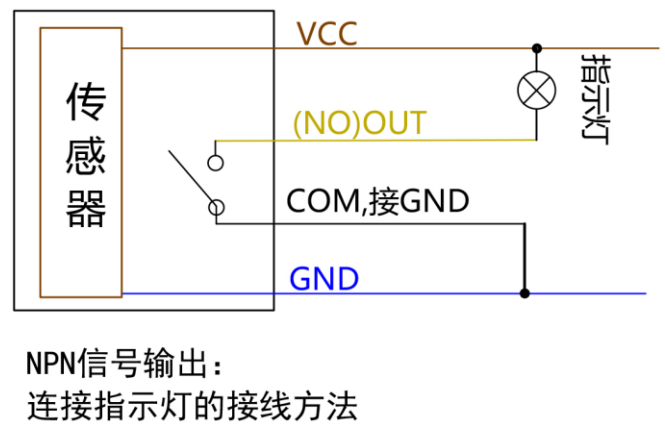 VCC
传感器
指示灯
(NO)OUT
COM,接GND
GND
NPN信号输出:
连接指示灯的接线方法